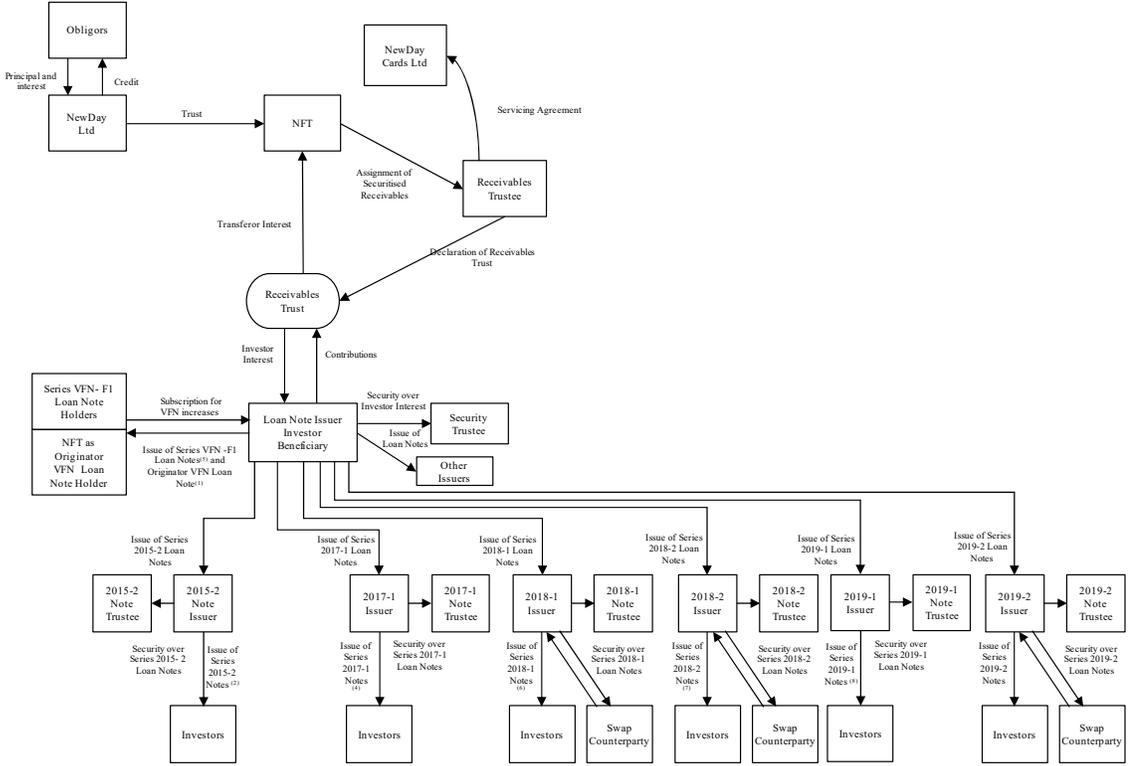 Obligors
NewDay
Cards Ltd
Principal and
interest
Credit
NewDay
Ltd
Trust
NFT
Servicing Agreement
Assignment of
Securitised
Receivables
Receivables
Trustee
Transferor Interest
Declaration of Receivables
Trust
Receivables
Trust
Investor
Interest
Contributions
Series VFN- F1
Loan Note
Holders
NFT as
Originator
VFN Loan
Note Holder
Subscription for
VFN increases
Issue of Series VFN -F1
Loan Notes(5) and
Originator VFN Loan
Note(1)
Loan Note Issuer
Investor
Beneficiary
Security over
Investor Interest
Issue of
Loan Notes
Security
Trustee
Other
Issuers
Issue of Series
2015-2 Loan
Notes
Issue of Series
2017-1 Loan
Notes
Issue of Series
2018-1 Loan
Notes
Issue of Series
2018-2 Loan
Notes
Issue of Series
2019-1 Loan
Notes
Issue of Series
2019-2 Loan
Notes
2015-2
Note
Trustee
2015-2
Note
Issuer
2017-1
Issuer
2017-1
Note
Trustee
2018-1
Issuer
2018-1
Note
Trustee
2018-2
Issuer
2018-2
Note
Trustee
2019-1
Issuer
2019-1
Note
Trustee
2019-2
Issuer
2019-2
Note
Trustee
Security over
Series 2015- 2
Loan Notes
Issue of
Series
2015-2
Notes (2)
Issue of
Series
2017-1
Notes
(4)
Security over
Series 2017-1
Loan Notes
Issue of
Series
2018-1
Notes
(6)
Security over
Series 2018-1
Loan Notes
Issue of
Series
2018-2
Notes
(7)
Security over
Series 2018-2
Loan Notes
Issue of
Series
2019-1
Notes (8)
Security over
Series 2019-1
Loan Notes
Issue of
Series
2019-2
Notes
Security over
Series 2019-2
Loan Notes
Investors
Investors
Investors
Swap
Counterparty
Investors
Swap
Counterparty
Investors
Investors
Swap
Counterparty